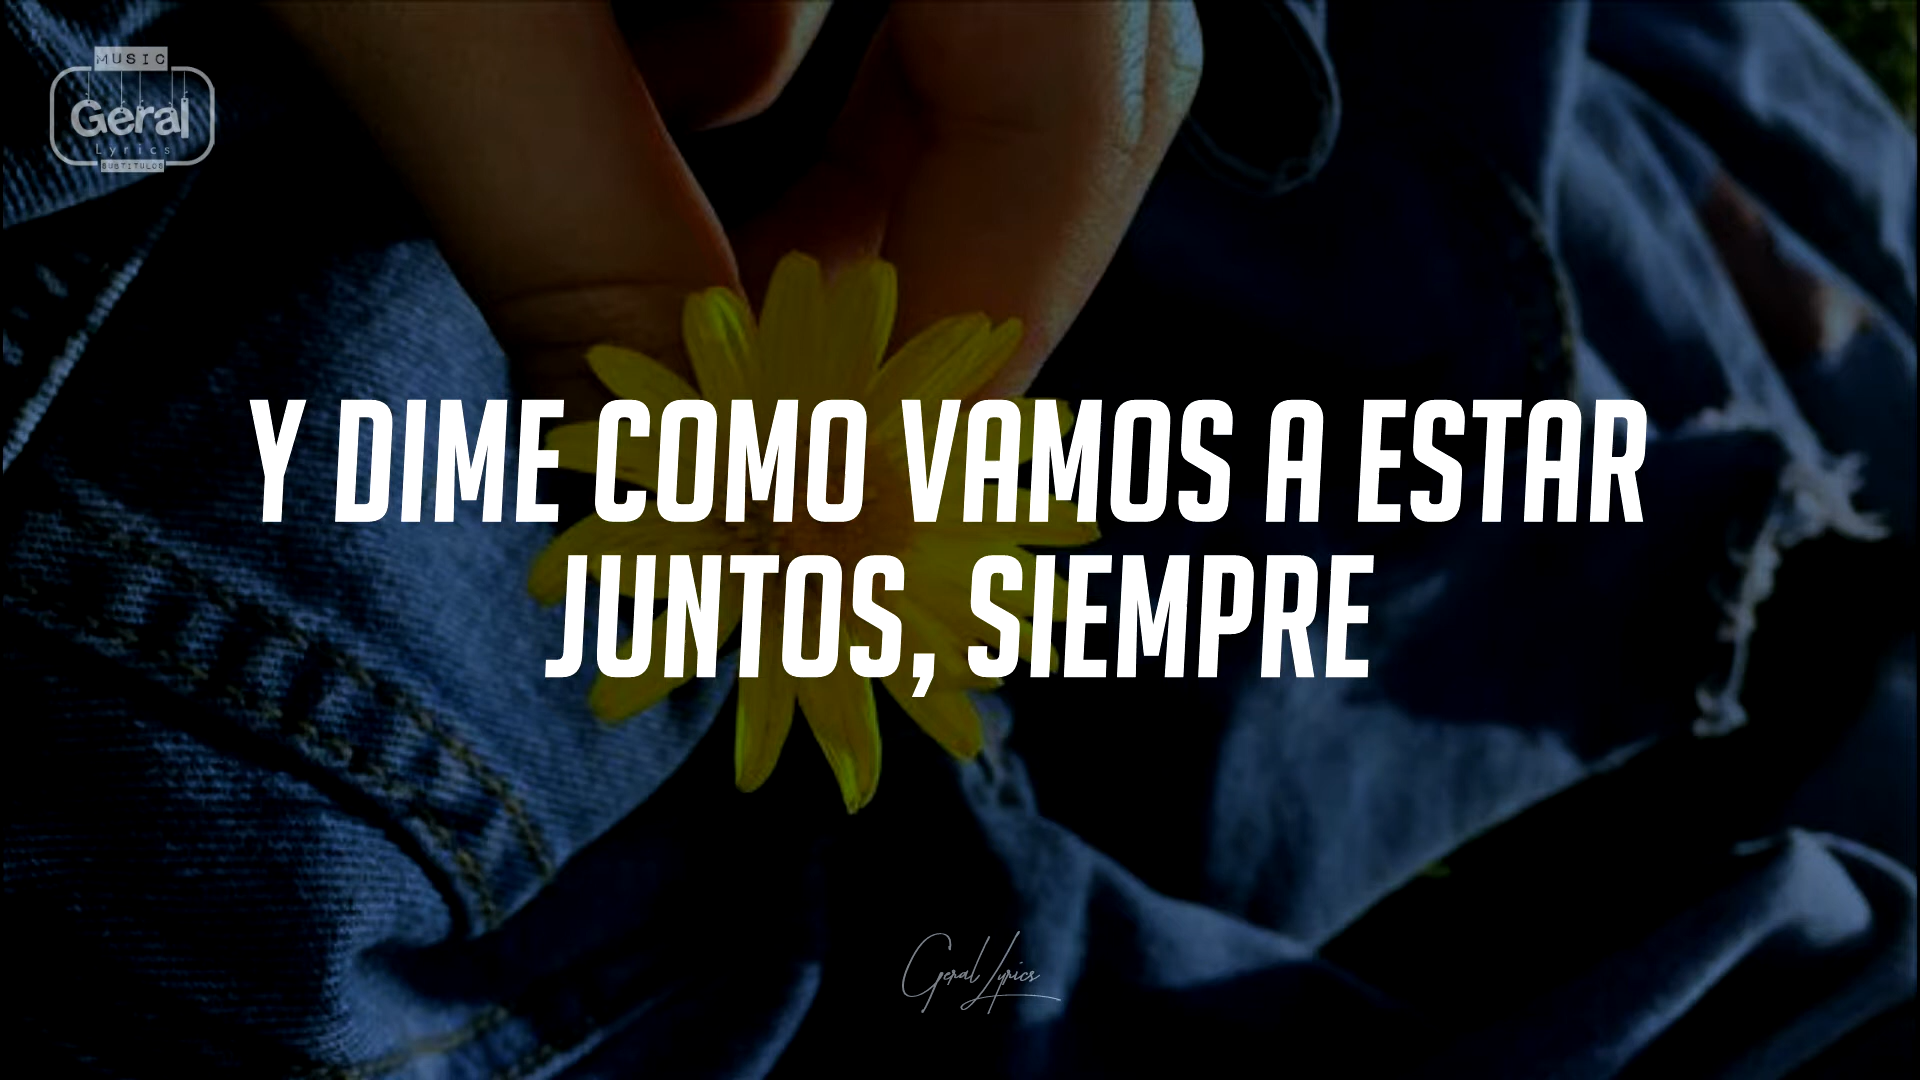 MUSIC
Geral
Lyrics
SUBTITULOS
Y DIME COMO VAMOS A ESTAR
JUNTOS, SIEMPRE
Geral Lyrics